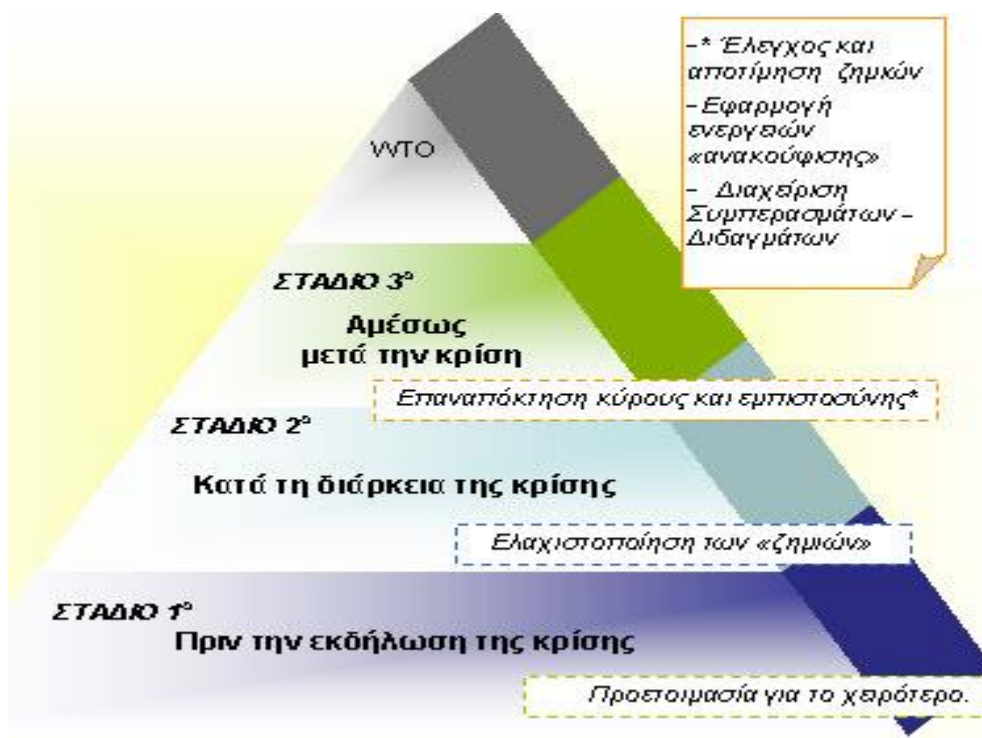 -* Έλεγχος και
αποτίμηση ζημιών
- Εφαρμογή
ενεργειών
«ανακούφισης»
- Διαχείριση
Συμπερασμάτων –
Διδαγμάτων
WTO
ΣΤΑΔΙΟ 3°
Αμέσως
μετά την κρίση
Επαναπόκτηση κύρους και εμπιστοσύνης*
ΣΤΑΔΙΟ 2°
Κατά τη διάρκεια της κρίσης
Ελαχιστοποίηση των «ζημιών»
ΣΤΑΔΙΟ 1°
Πριν την εκδήλωση της κρίσης
Προετοιμασία για το χειρότερο.